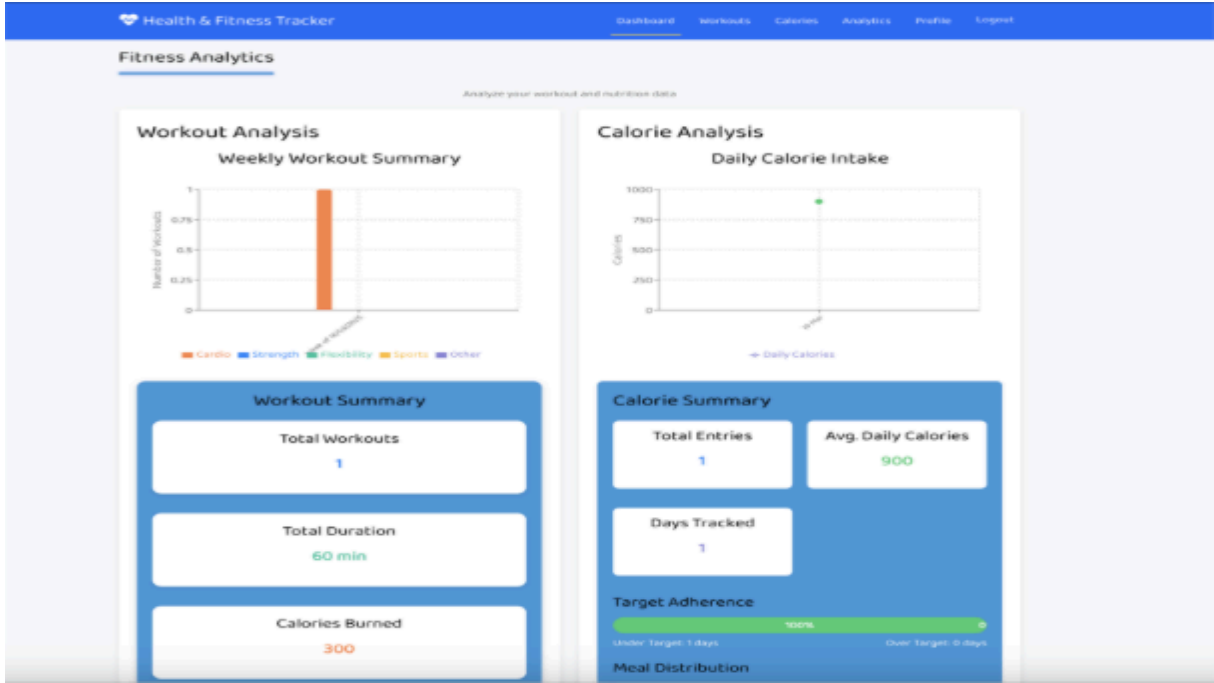 Health & Fitness Tracker
Dashboard Workouts Calories Analytics Profile Logout
Fitness Analytics
Analyze your workout and nutrition data
Workout Analysis
Weekly Workout Summary
Number of Workouts
1
0.75
0.5
0.25
0
Cardio Strength Flexibility Sports Other
Workout Summary
Total Workouts
1
Total Duration
60 min
Calories Burned
300
Calorie Analysis
Daily Calorie Intake
Calories
1000
750
500
250
0
Daily Calories
Calorie Summary
Total Entries
1
Avg. Daily Calories
900
Days Tracked
1
Target Adherence
100% 0
Under Target: 1 days Over Target: 0 days
Meal Distribution